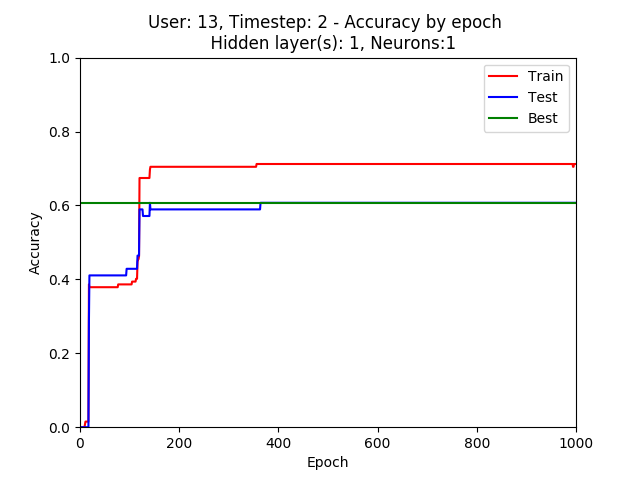 User: 13, Timestep: 2 - Accuracy by epoch
Hidden layer(s): 1, Neurons:1
1.0
0.8
0.6
0.4
0.2
0.0
Accuracy
Train
Test
Best
0 200 400 600 800 1000
Epoch